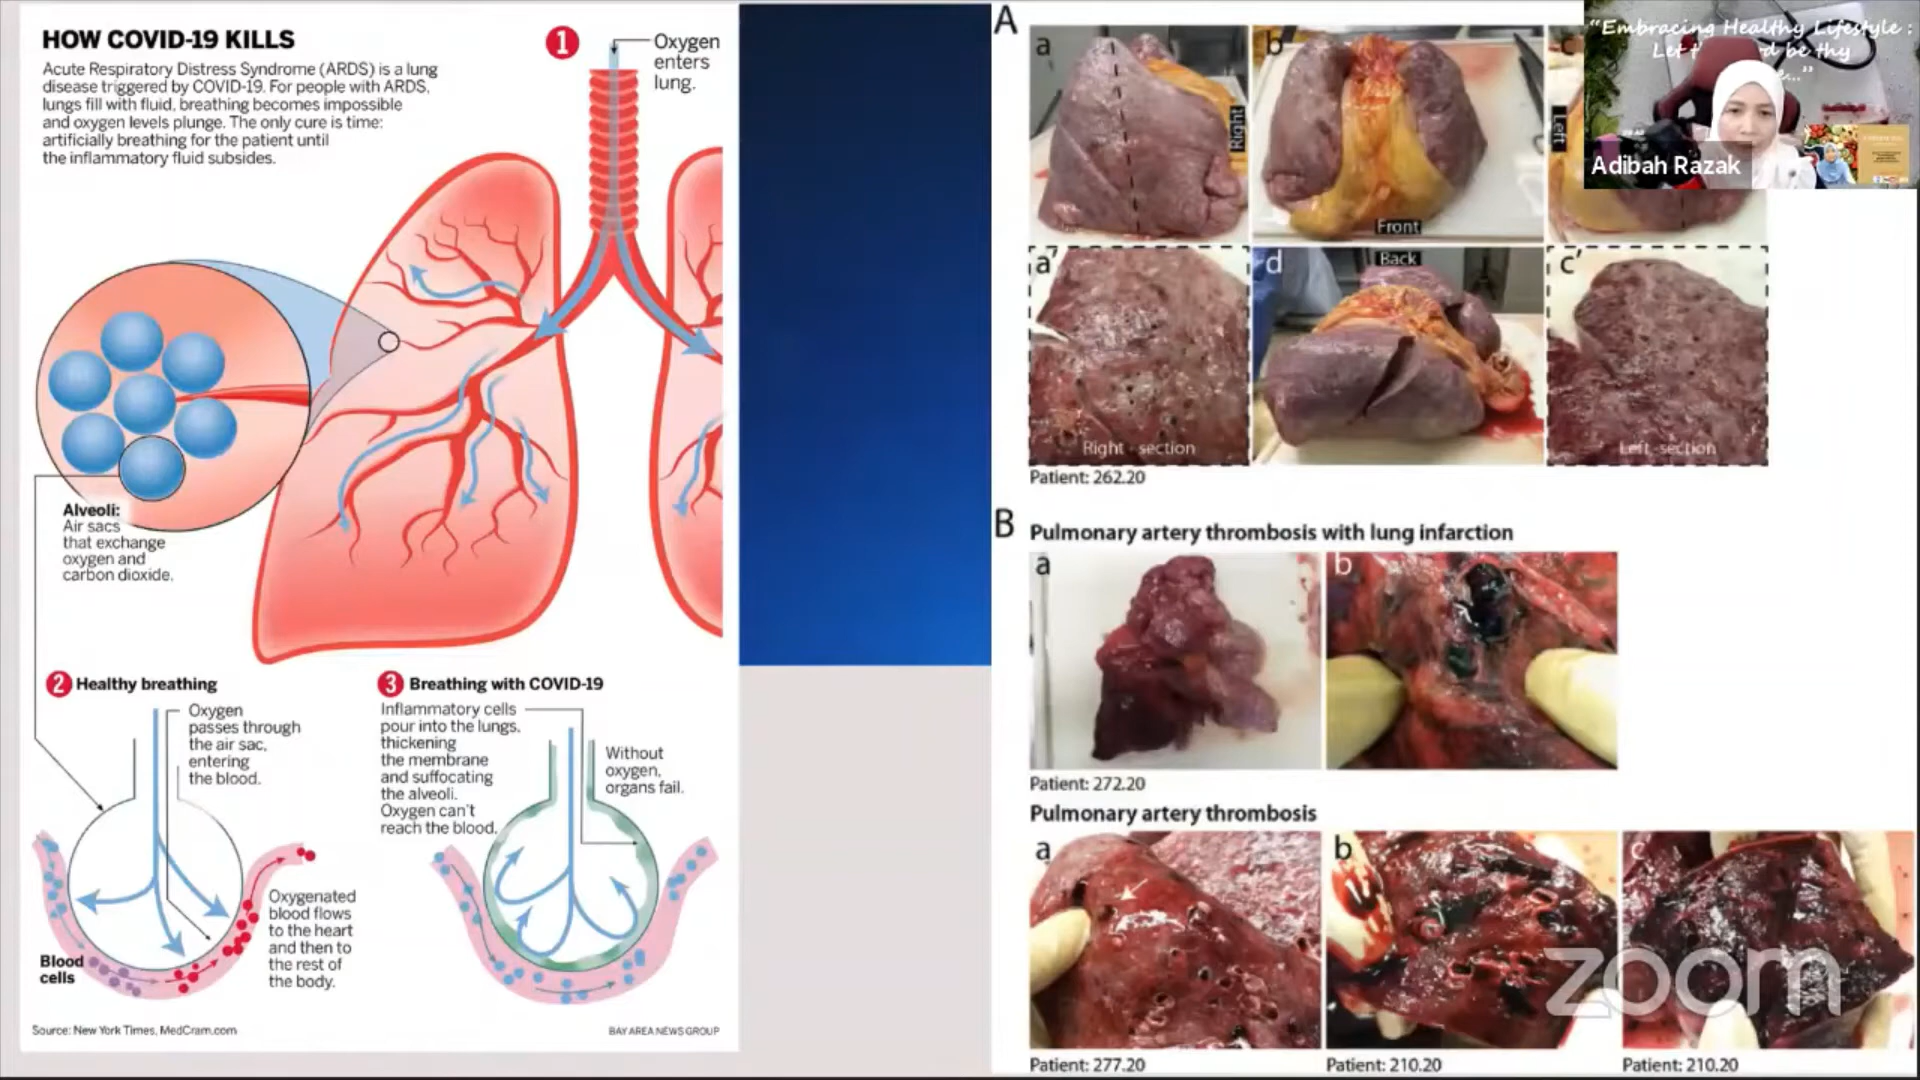 HOW COVID-19 KILLS
Acute Respiratory Distress Syndrome (ARDS) is a lung
disease triggered by COVID-19. For people with ARDS,
lungs fill with fluid, breathing becomes impossible
and oxygen levels plunge. The only cure is time:
artificially breathing for the patient until
the inflammatory fluid subsides.
1
Oxygen
enters
lung.
Alveoli:
Air sacs
that exchange
oxygen and
carbon dioxide.
2 Healthy breathing
Oxygen
passes through
the air sac,
entering
the blood.
Blood
cells
Oxygenated
blood flows
to the heart
and then to
the rest of
the body.
3 Breathing with COVID-19
Inflammatory cells
pour into the lungs,
thickening
the membrane
and suffocating
the alveoli.
Oxygen can't
reach the blood.
Without
oxygen,
organs fail.
Source: New York Times, MedCram.com
BAY AREA NEWS GROUP
A
a
Right
b
Front
c
Left
a'
Right - section
d
Back
c'
Left -section
Patient: 262.20
B
Pulmonary artery thrombosis with lung infarction
a
b
Patient: 272.20
Pulmonary artery thrombosis
a
b
c
Patient: 277.20
Patient: 210.20
Patient: 210.20
"Embracing Healthy Lifestyle :
be thy
Adibah Razak
zoom